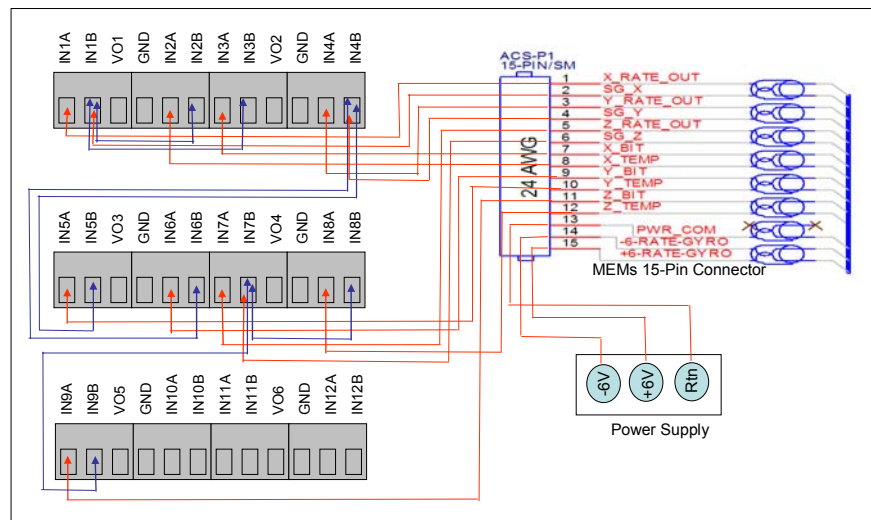 IN1A IN1B VO1 GND IN2A IN2B IN3A IN3B VO2 GND IN4A IN4B
ACS-P1
15-PIN/SM
24 AWG
1 X_RATE_OUT
2 SG_X
3 Y_RATE_OUT
4 SG_Y
5 Z_RATE_OUT
6 SG_Z
7 X_BIT
8 X_TEMP
9 Y_BIT
10 Y_TEMP
11 Z_BIT
12 Z_TEMP
13
14 PWR_COM
15 -6-RATE-GYRO
+6-RATE-GYRO
MEMs 15-Pin Connector
IN5A IN5B VO3 GND IN6A IN6B IN7A IN7B VO4 GND IN8A IN8B
-6V +6V Rtn
Power Supply
IN9A IN9B VO5 GND IN10A IN10B IN11A IN11B VO6 GND IN12A IN12B